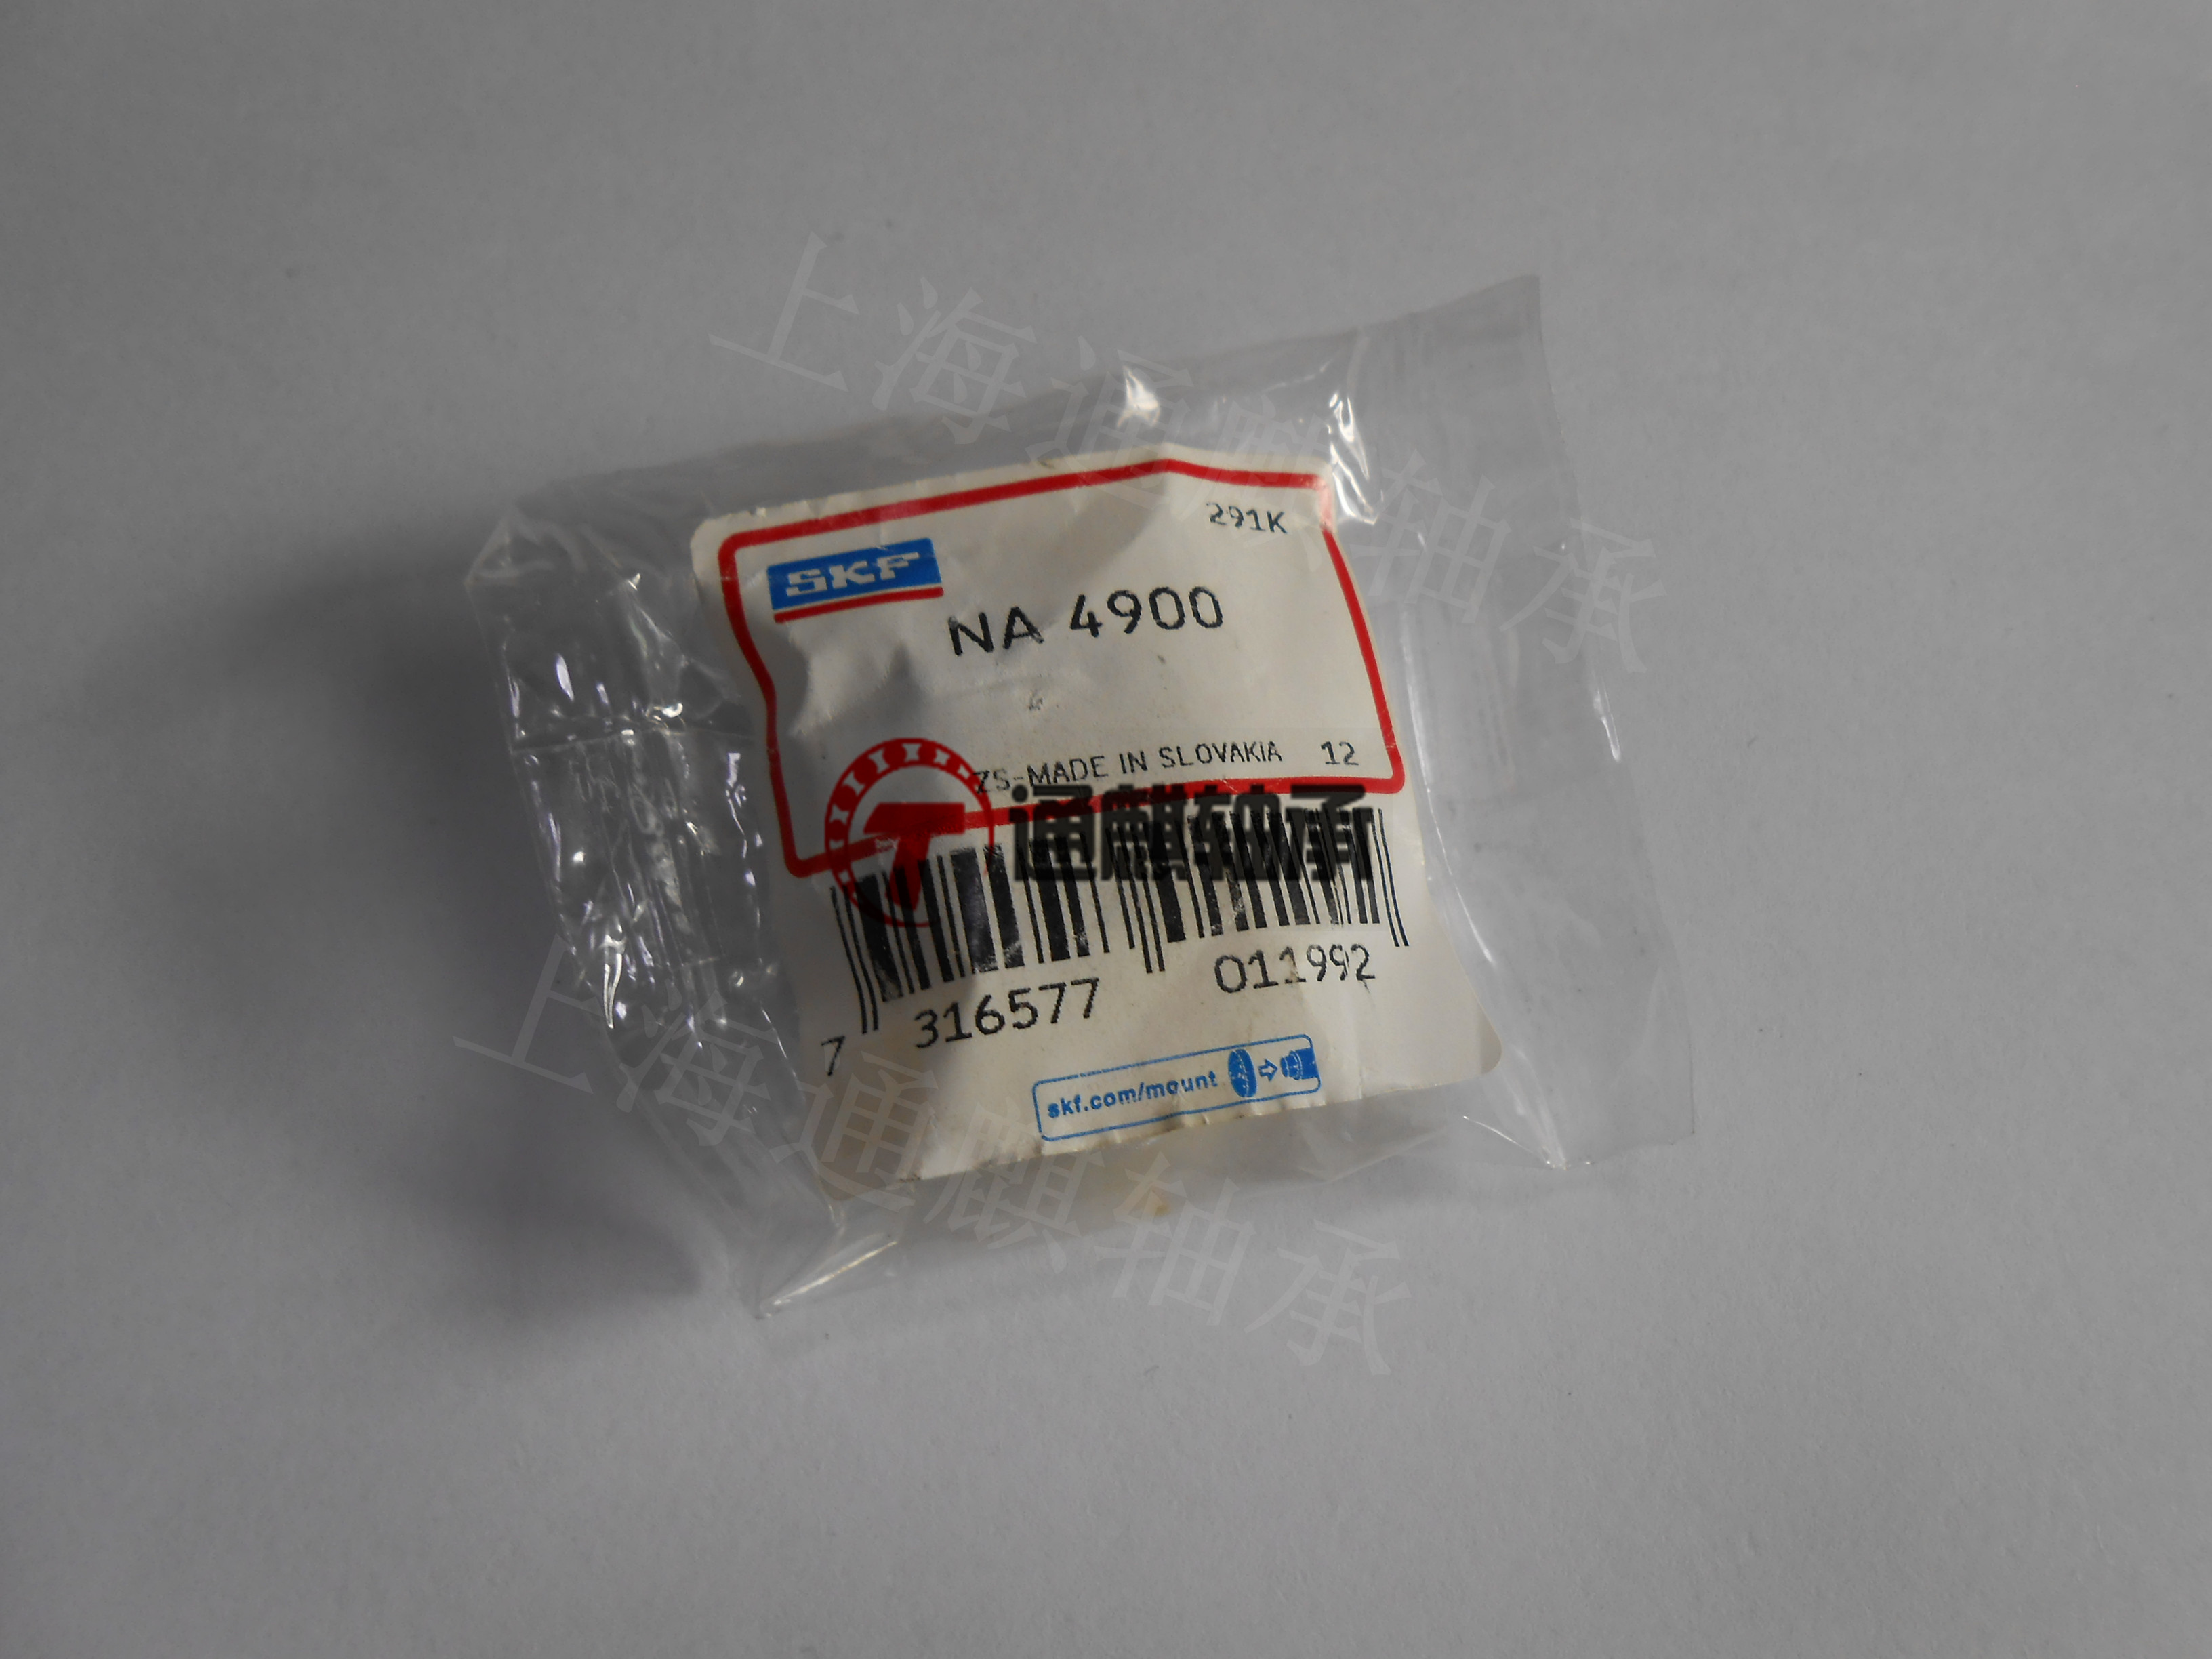 上海通麒轴承
291K
SKF
NA 4900
ZS-MADE IN SLOVAKIA 12
通麒轴承
7 316577 011992
skf.com/mount
上海通麒轴承